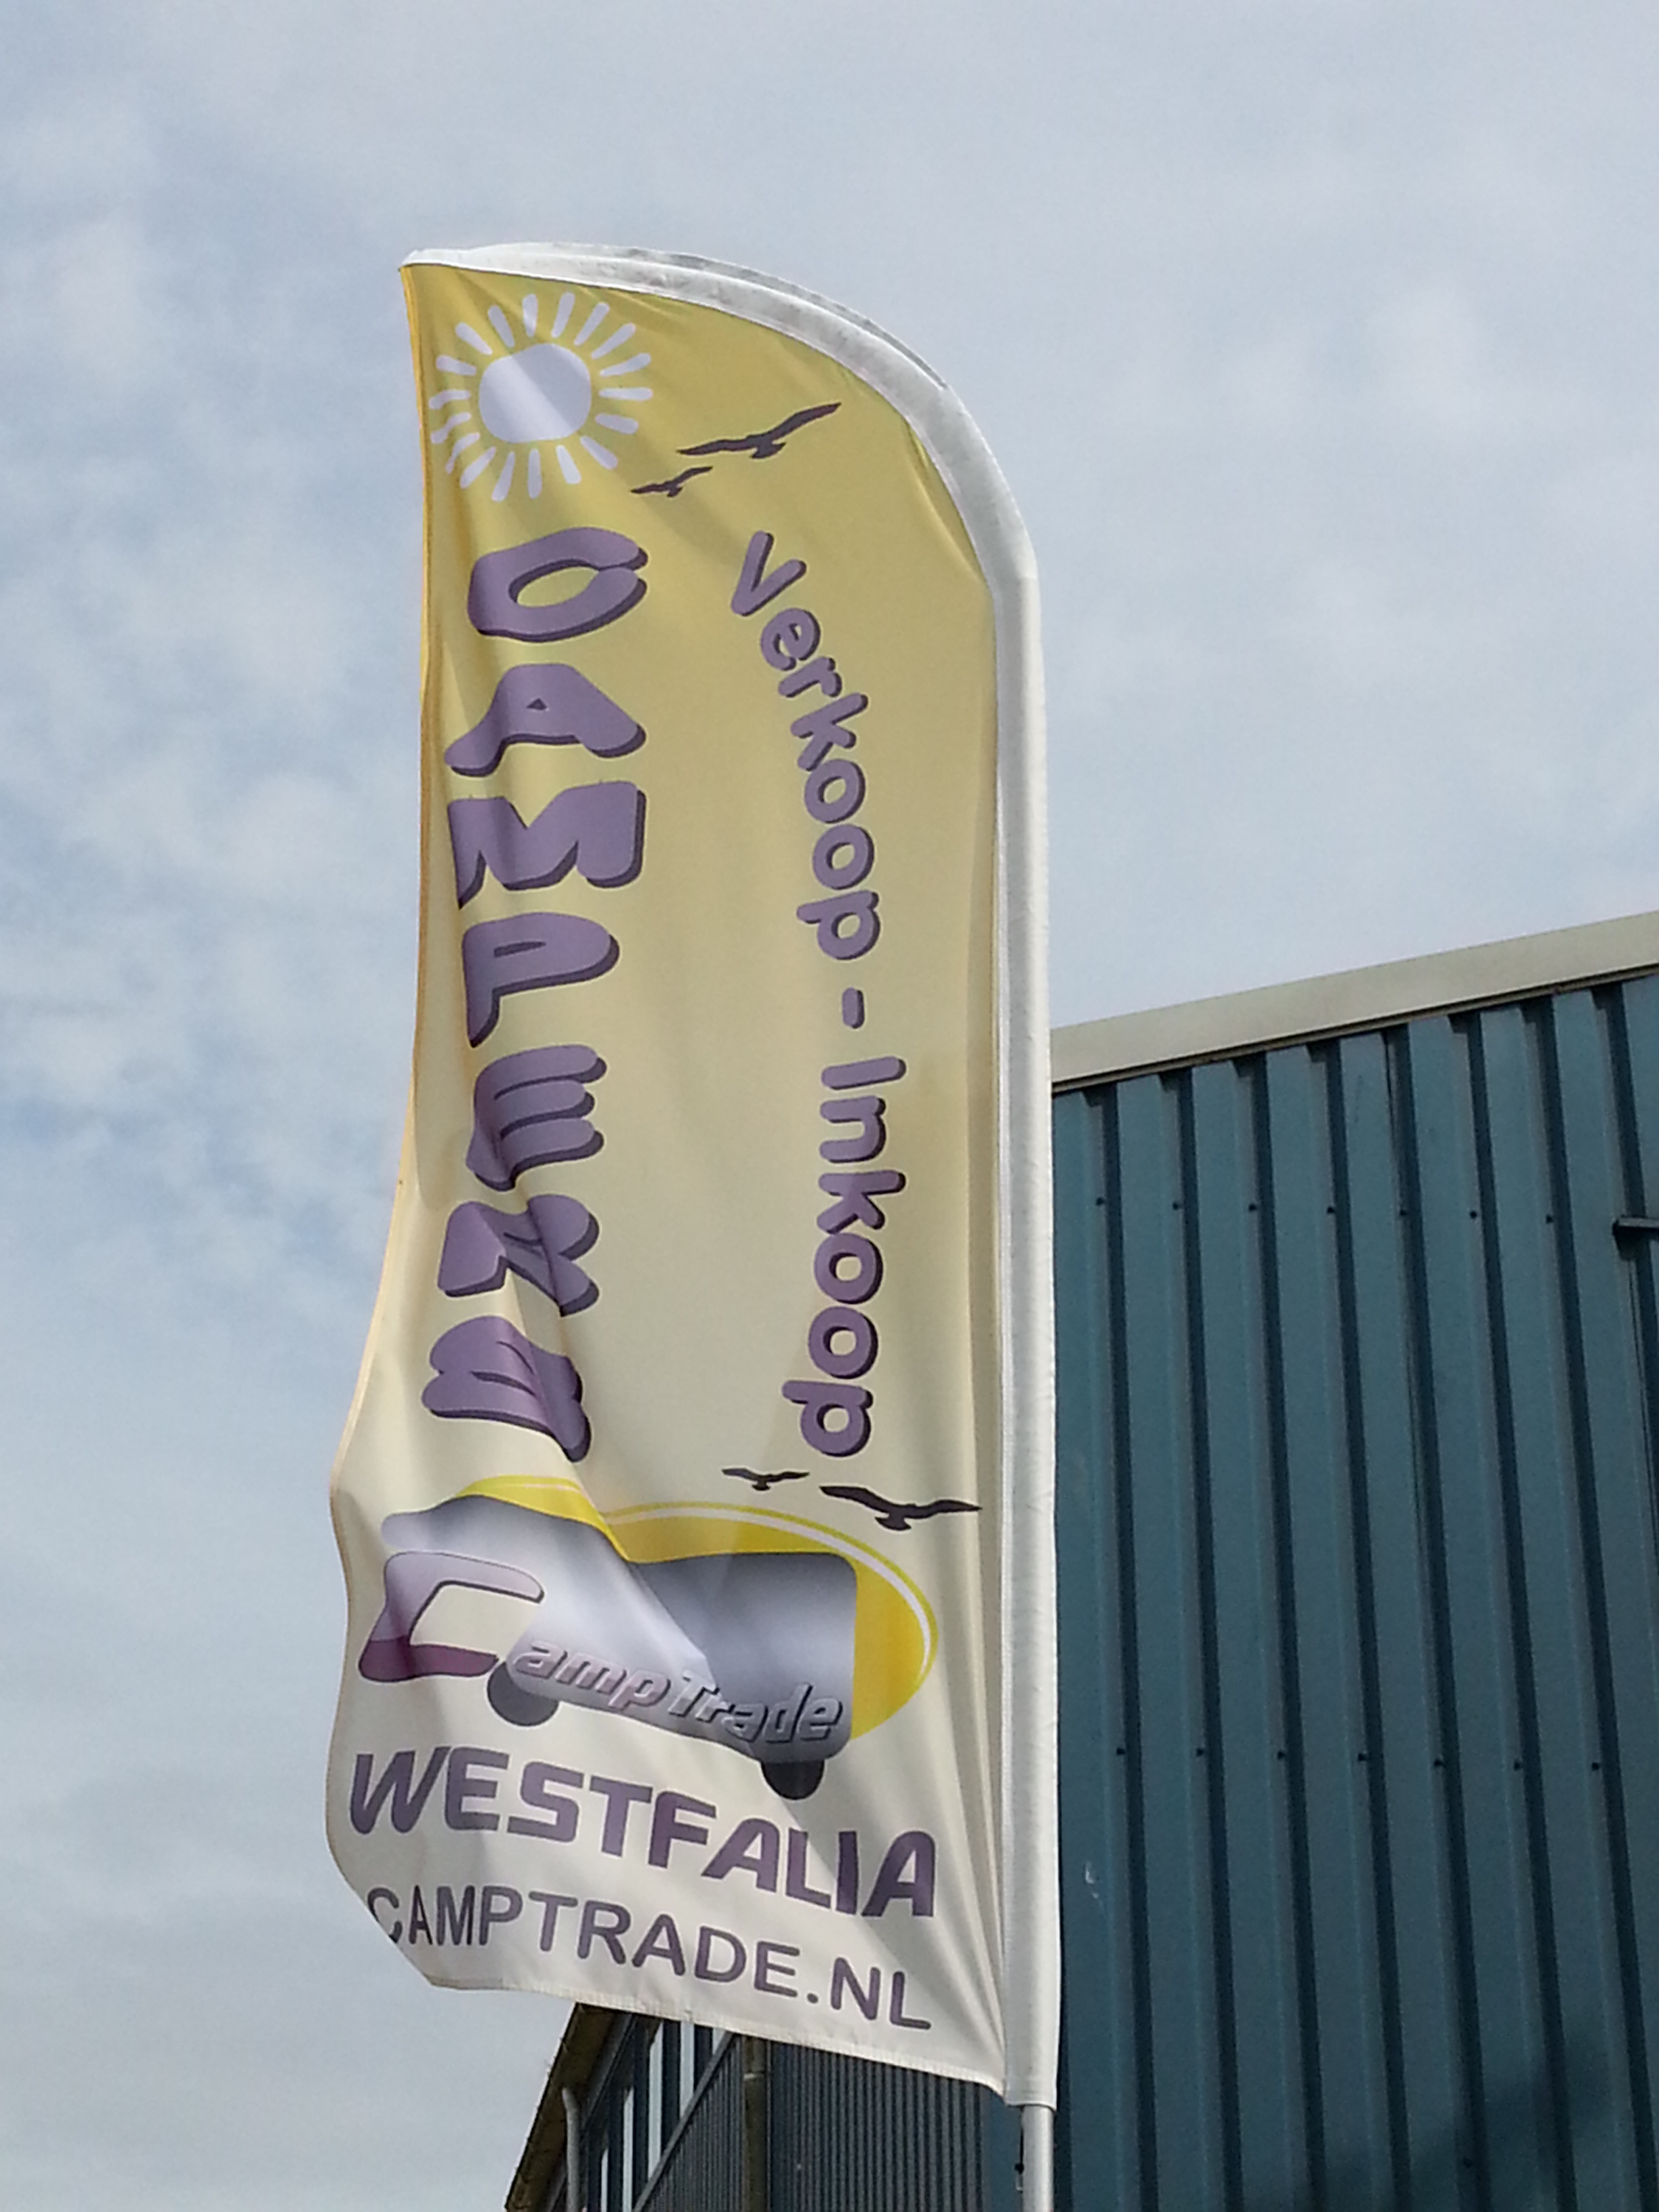 CAMPERS
Verkoop - Inkoop
CampTrade
WESTFALIA
CAMPTRADE.NL